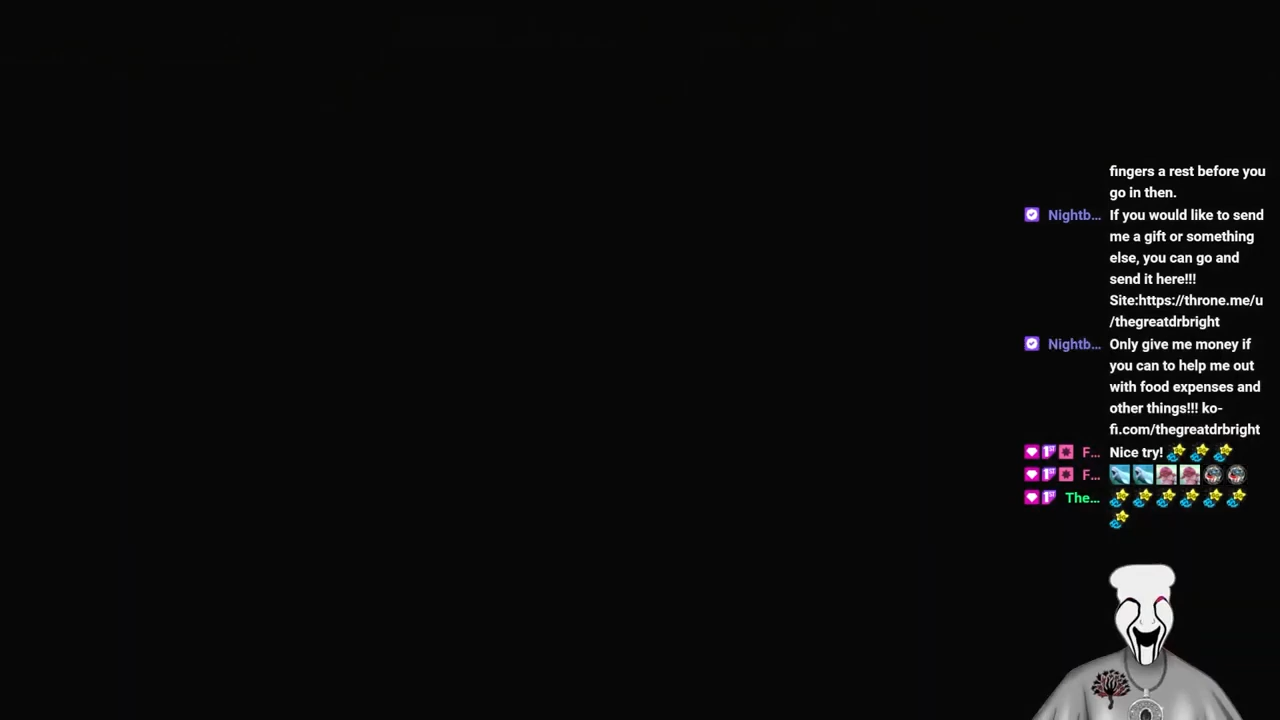 fingers a rest before you
go in then.
Nightb... If you would like to send
me a gift or something
else, you can go and
send it here!!!
Site:https://throne.me/u
/thegreatdrbright
Nightb... Only give me money if
you can to help me out
with food expenses and
other things!!! ko-
fi.com/thegreatdrbright
F... Nice try!
F...
The...